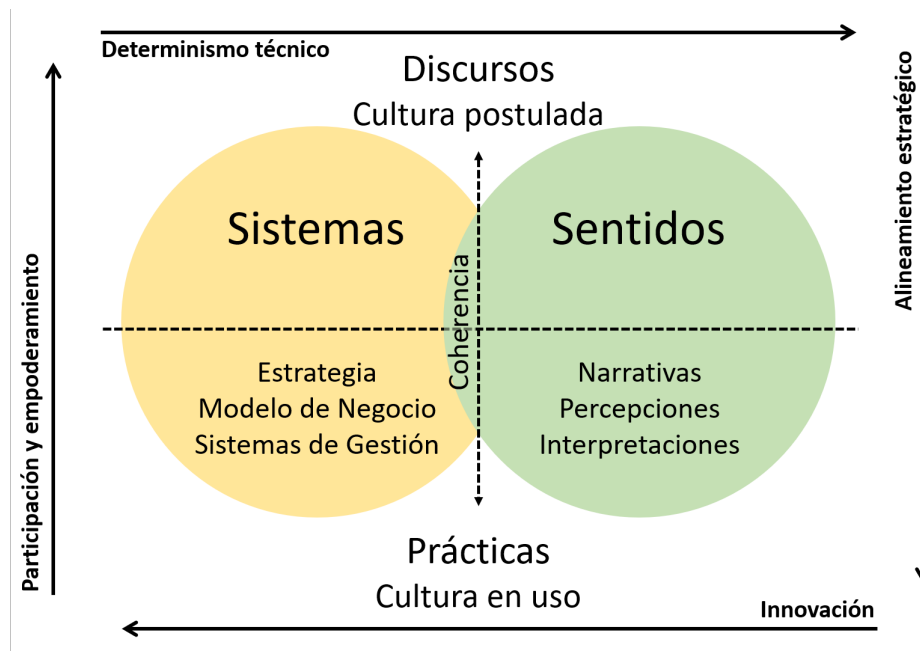 Determinismo técnico
Discursos
Cultura postulada
Alineamiento estratégico
Participación y empoderamiento
Sistemas
Sentidos
Coherencia
Estrategia
Modelo de Negocio
Sistemas de Gestión
Narrativas
Percepciones
Interpretaciones
Prácticas
Cultura en uso
Innovación